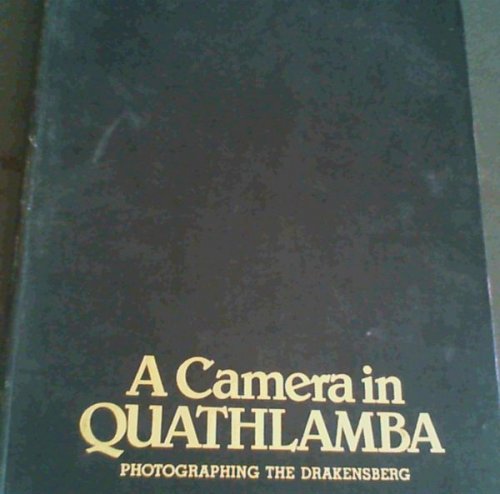 A Camera in
QUATHLAMBA
PHOTOGRAPHING THE DRAKENSBERG